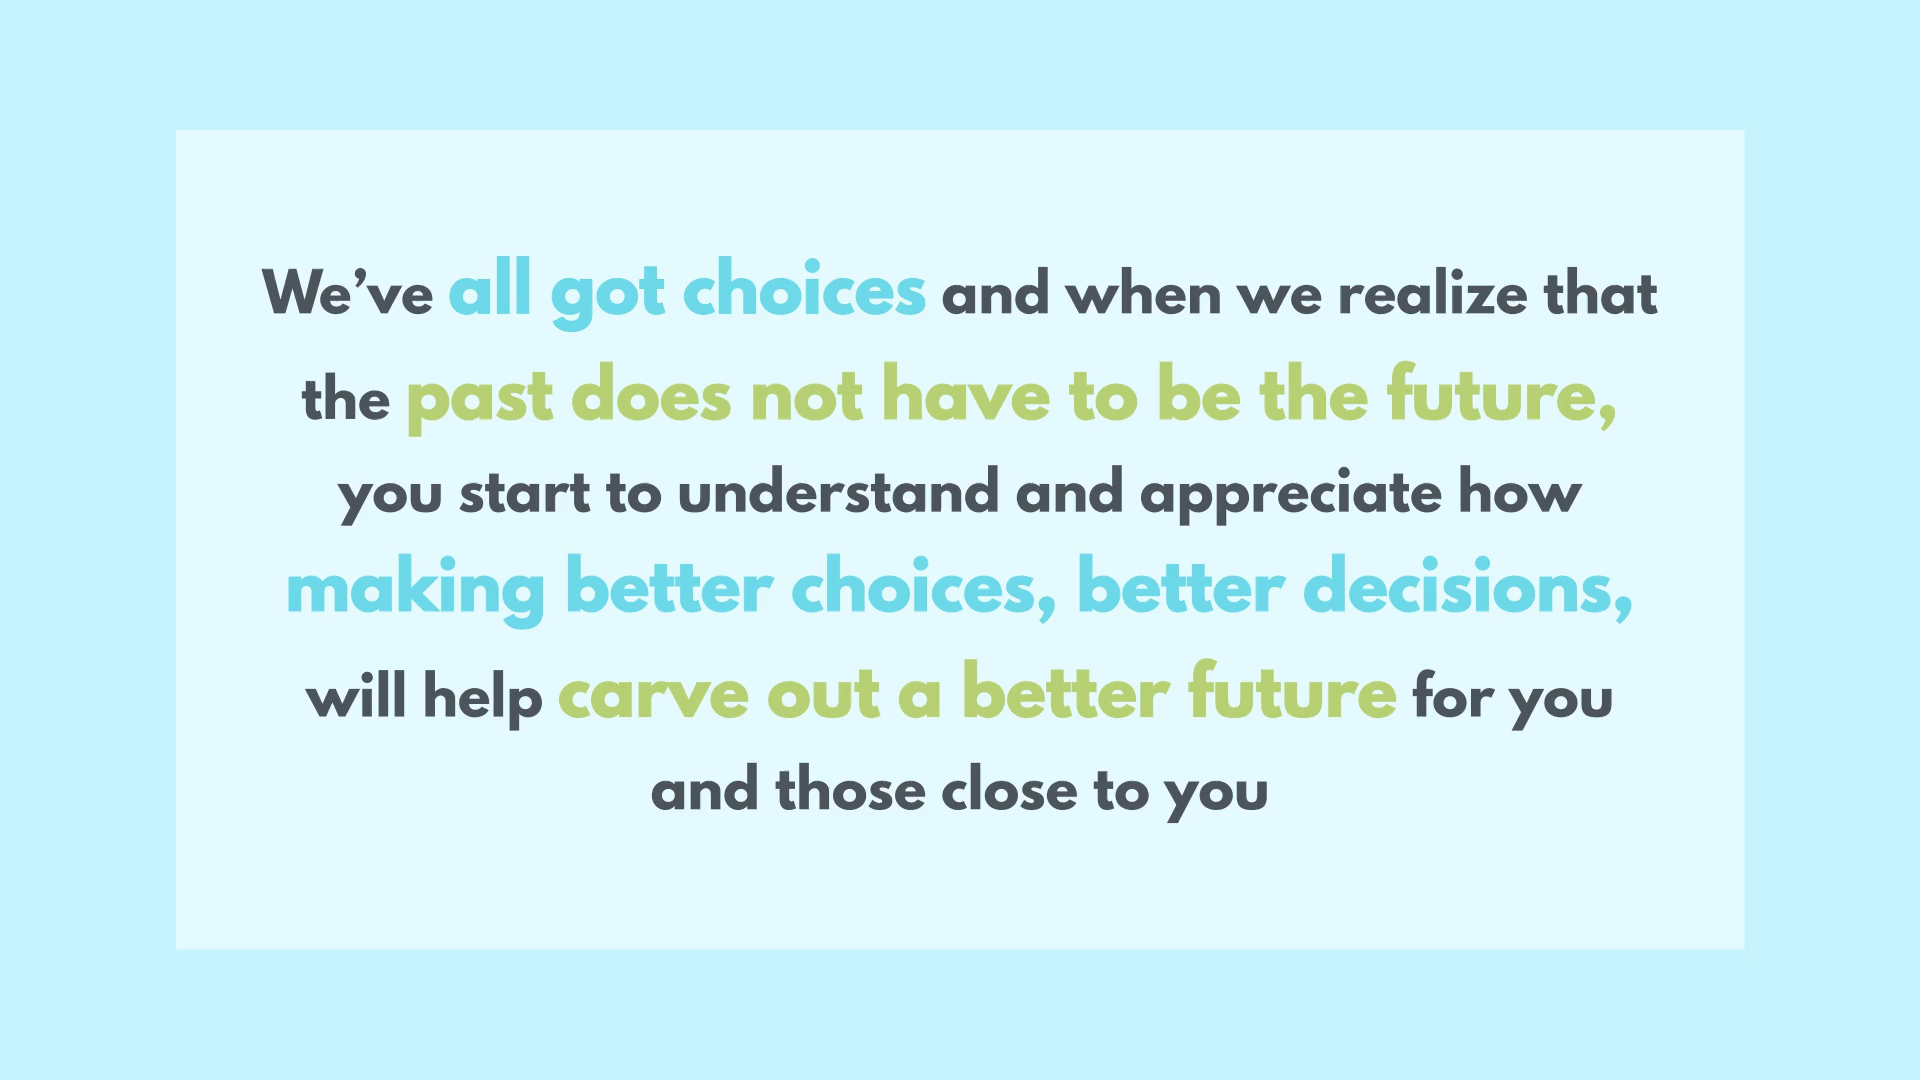 We’ve all got choices and when we realize that
the past does not have to be the future,
you start to understand and appreciate how
making better choices, better decisions,
will help carve out a better future for you
and those close to you